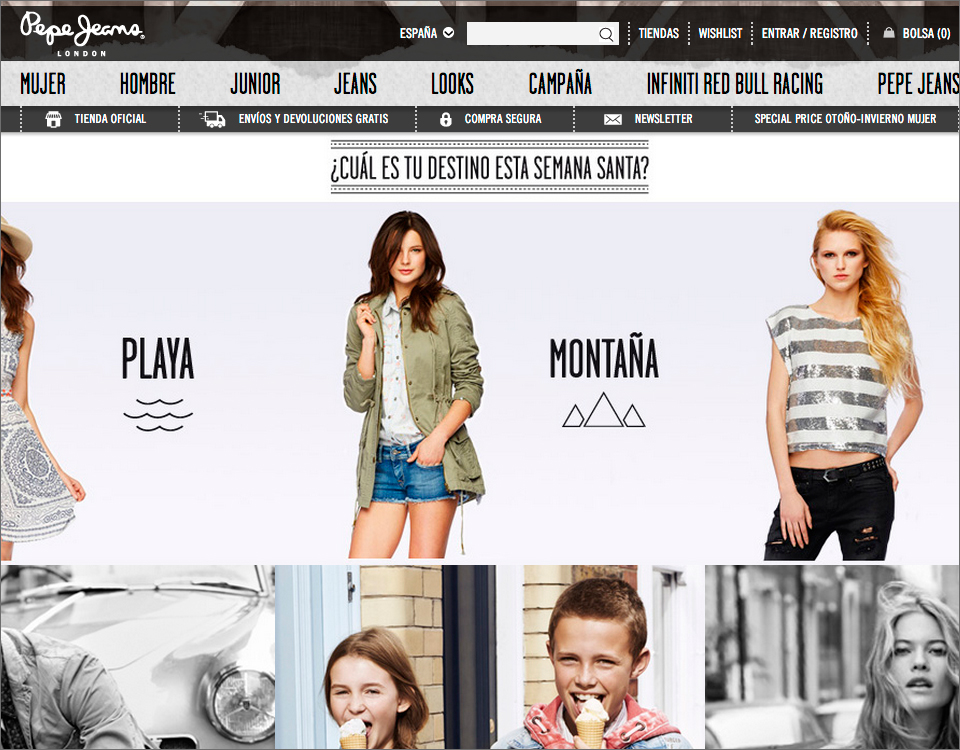 Pepe Jeans
LONDON
ESPAÑA
TIENDAS
WISHLIST
ENTRAR / REGISTRO
BOLSA (0)
MUJER
HOMBRE
JUNIOR
JEANS
LOOKS
CAMPAÑA
INFINITI RED BULL RACING
PEPE JEANS
TIENDA OFICIAL
ENVÍOS Y DEVOLUCIONES GRATIS
COMPRA SEGURA
NEWSLETTER
SPECIAL PRICE OTOÑO-INVIERNO MUJER
¿CUÁL ES TU DESTINO ESTA SEMANA SANTA?
PLAYA
MONTAÑA